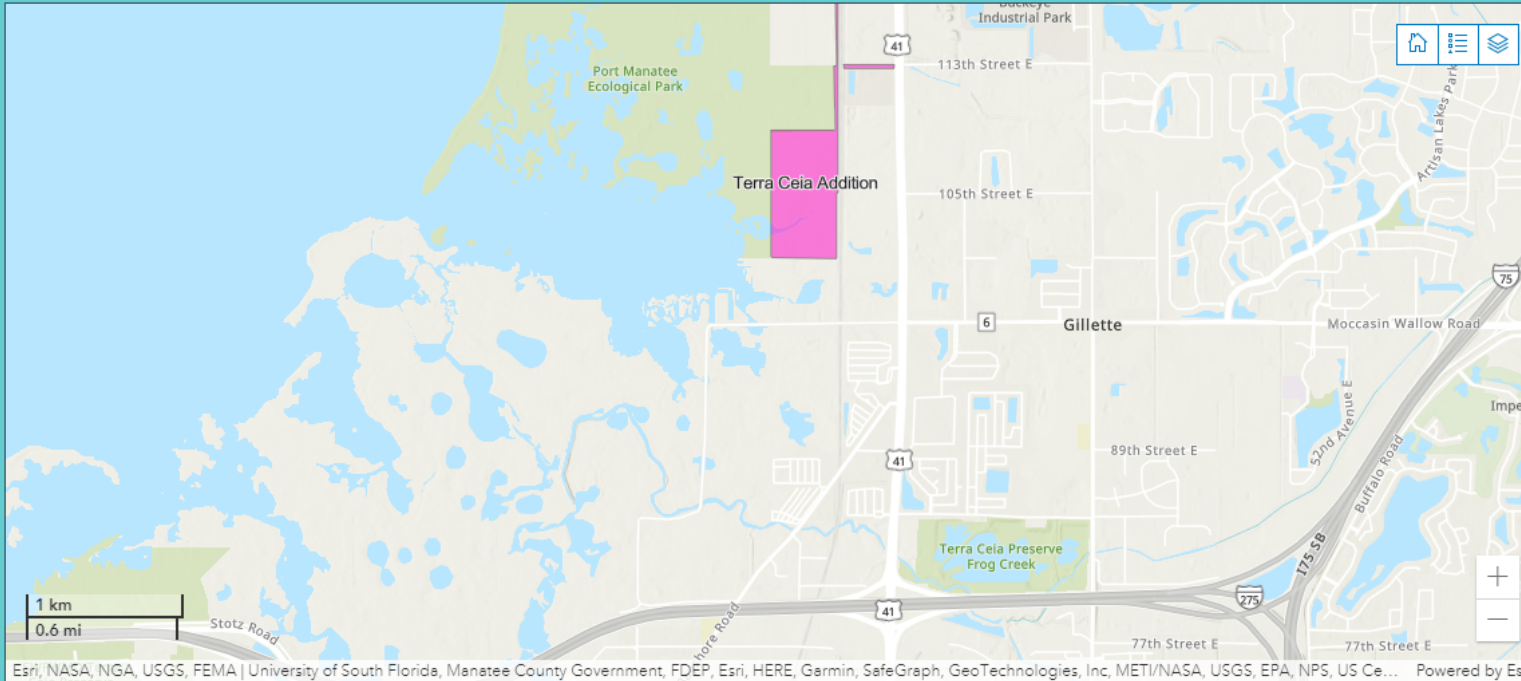 Buckeye
Industrial Park
41
113th Street E
Port Manatee
Ecological Park
Artisan Lakes Park
Terra Ceia Addition
105th Street E
75
6
Gillette
Moccasin Wallow Road
52nd Avenue E
Impe
41
89th Street E
Buffalo Road
Terra Ceia Preserve
Frog Creek
I75 SB
275
1 km
0.6 mi
Stotz Road
41
hore Road
77th Street E
77th Street E
Esri, NASA, NGA, USGS, FEMA | University of South Florida, Manatee County Government, FDEP, Esri, HERE, Garmin, SafeGraph, GeoTechnologies, Inc, METI/NASA, USGS, EPA, NPS, US Ce... Powered by Es